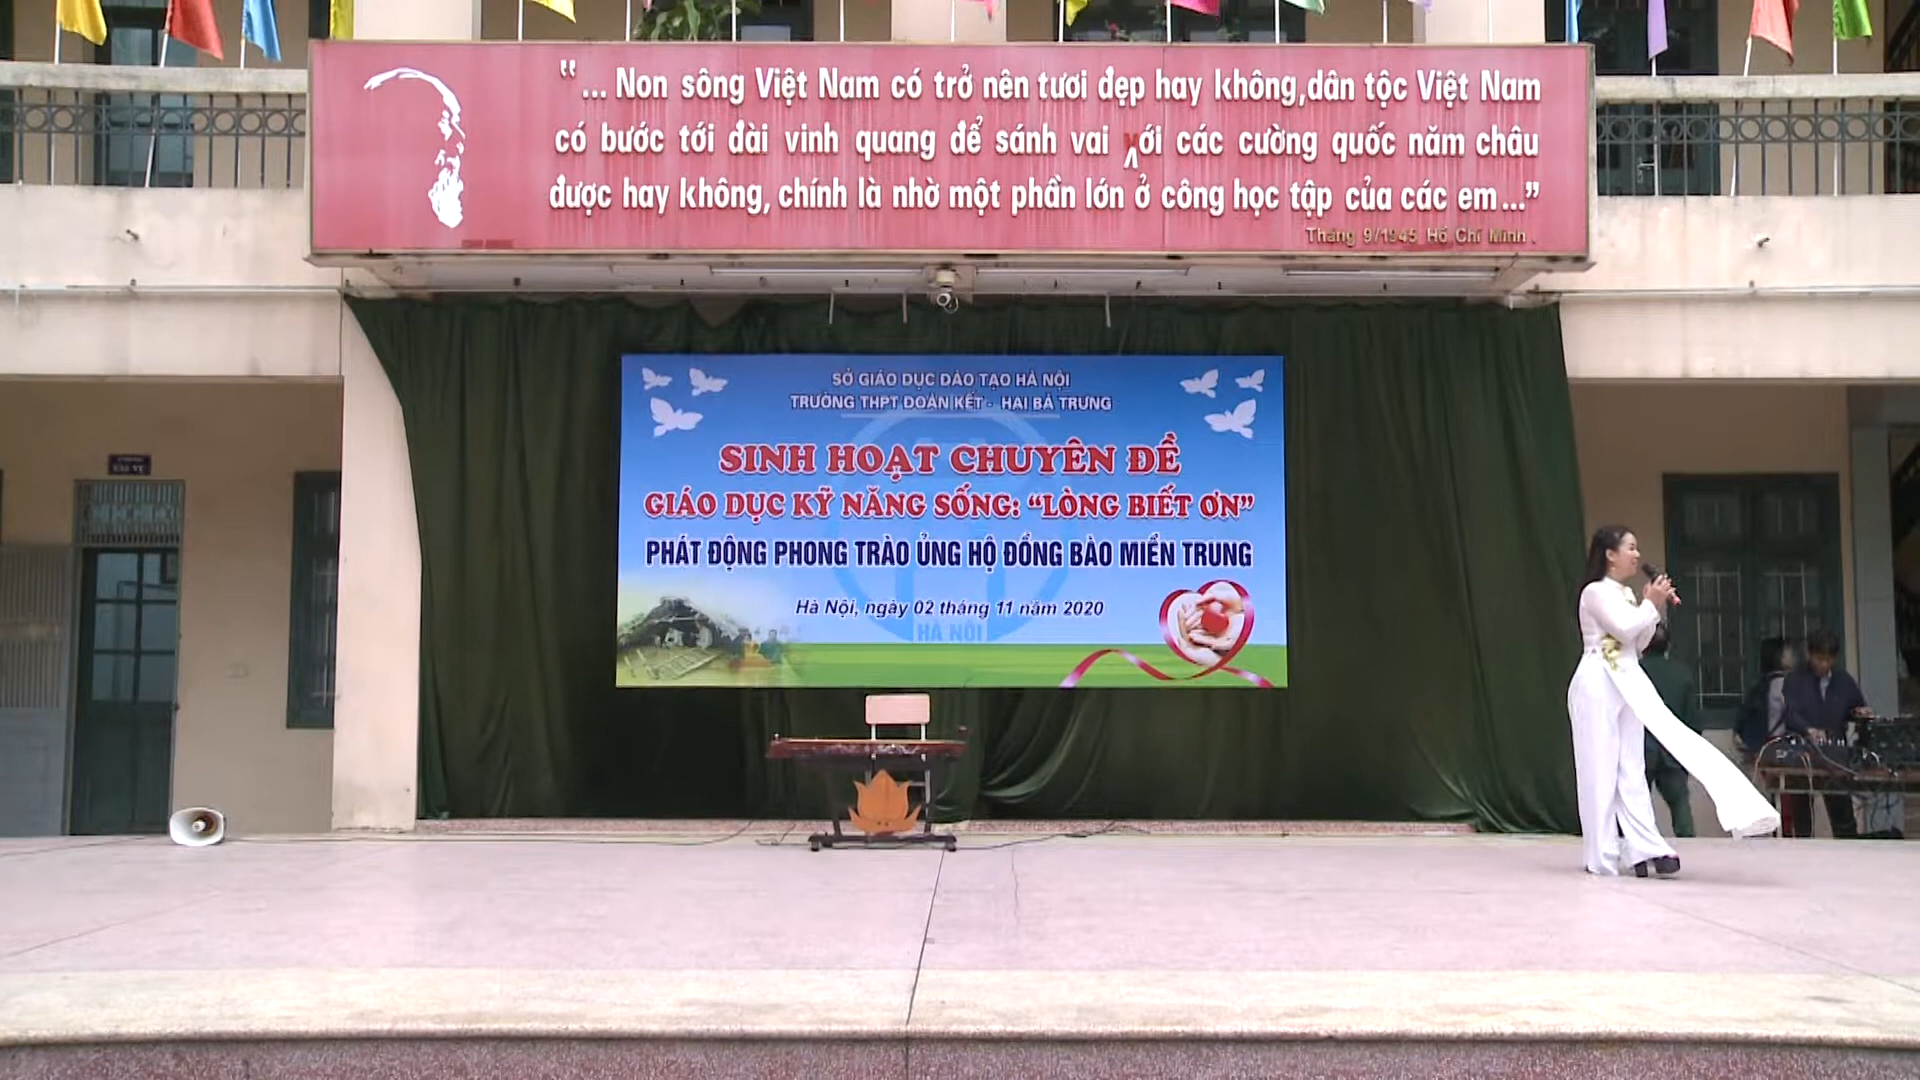 “... Non sông Việt Nam có trở nên tươi đẹp hay không,dân tộc Việt Nam
có bước tới đài vinh quang để sánh vai với các cường quốc năm châu
được hay không, chính là nhờ một phần lớn ở công học tập của các em...”
Tháng 9/1945 Hồ Chí Minh .
SỞ GIÁO DỤC ĐÀO TẠO HÀ NỘI
TRƯỜNG THPT ĐOÀN KẾT - HAI BÀ TRƯNG
SINH HOẠT CHUYÊN ĐỀ
GIÁO DỤC KỸ NĂNG SỐNG: “LÒNG BIẾT ƠN”
PHÁT ĐỘNG PHONG TRÀO ỦNG HỘ ĐỒNG BÀO MIỀN TRUNG
Hà Nội, ngày 02 tháng 11 năm 2020
HÀ NỘI